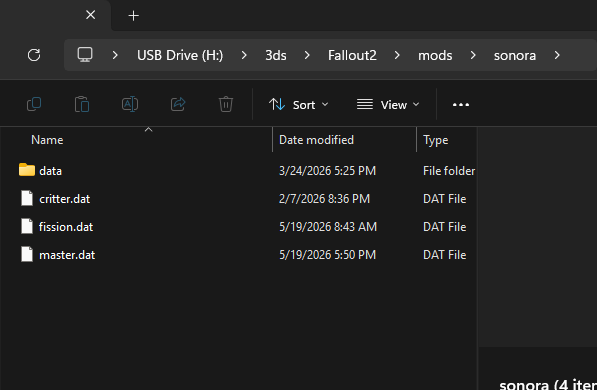 USB Drive (H:) > 3ds > Fallout2 > mods > sonora >
Sort View
Name Date modified Type
data 3/24/2026 5:25 PM File folder
critter.dat 2/7/2026 8:36 PM DAT File
fission.dat 5/19/2026 8:43 AM DAT File
master.dat 5/19/2026 5:50 PM DAT File
sonora (4 iter